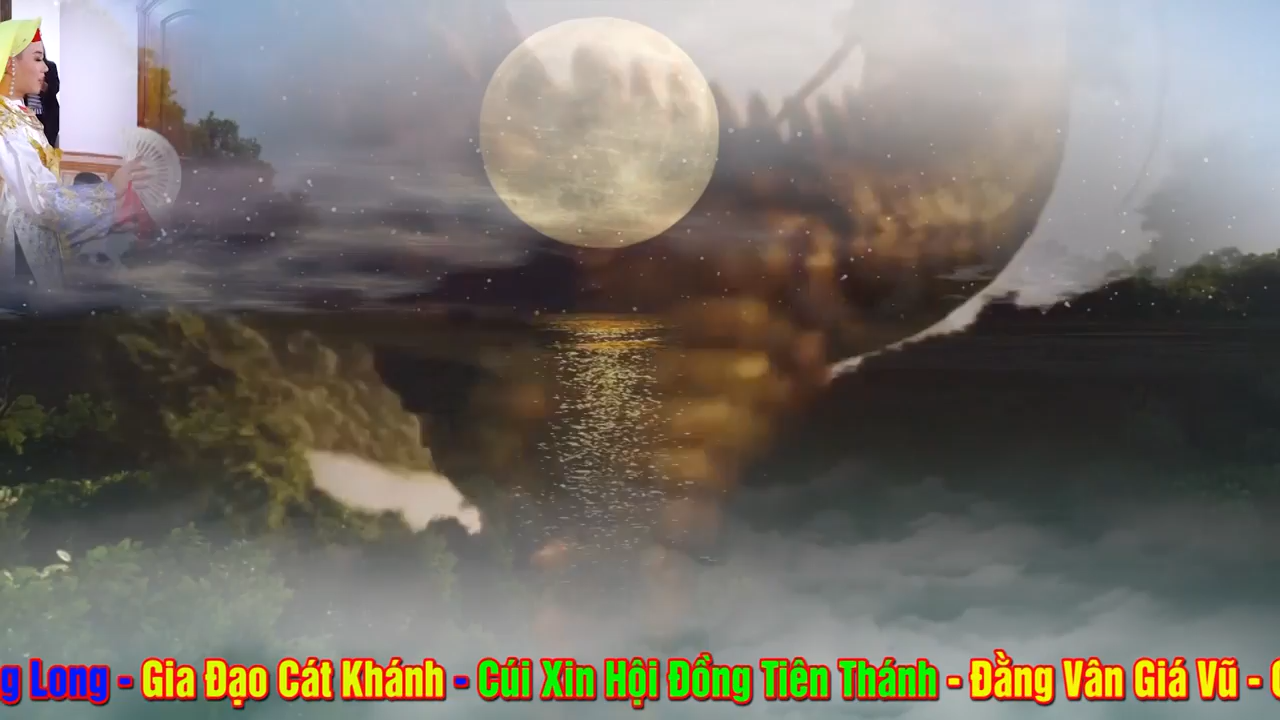 g Long - Gia Đạo Cát Khánh - Cúi Xin Hội Đồng Tiên Thánh - Đằng Vân Giá Vũ -